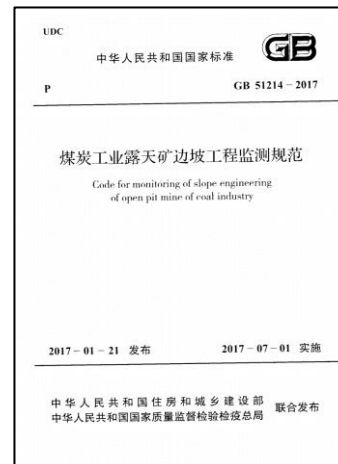 UDC
中华人民共和国国家标准 GB
P GB 51214-2017
煤炭工业露天矿边坡工程监测规范
Code for monitoring of slope engineering
of open pit mine of coal industry
2017-01-21 发布 2017-07-01 实施
中华人民共和国住房和城乡建设部
中华人民共和国国家质量监督检验检疫总局 联合发布